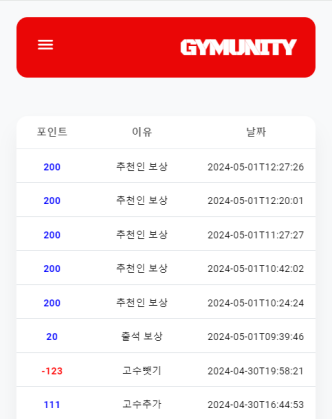 GYMUNITY
포인트 이유 날짜
200 추천인 보상 2024-05-01T12:27:26
200 추천인 보상 2024-05-01T12:20:01
200 추천인 보상 2024-05-01T11:27:27
200 추천인 보상 2024-05-01T10:42:02
200 추천인 보상 2024-05-01T10:24:24
20 출석 보상 2024-05-01T09:39:46
-123 고수뺏기 2024-04-30T19:58:21
111 고수추가 2024-04-30T16:44:53